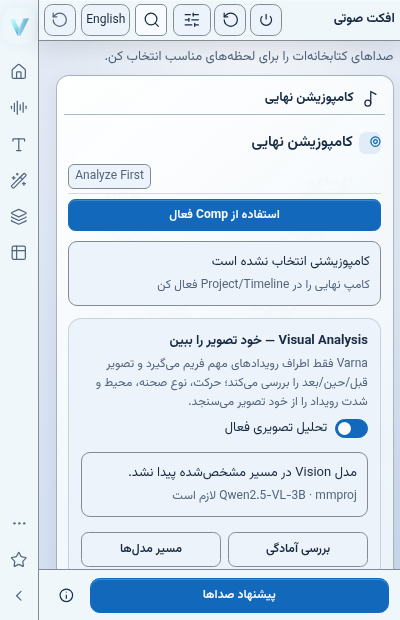 افکت صوتی
English
صداهای کتابخانه‌ات را برای لحظه‌های مناسب انتخاب کن.
کامپوزیشن نهایی
کامپوزیشن نهایی
Analyze First
استفاده از Comp فعال
کامپوزیشنی انتخاب نشده است
کامپ نهایی را در Project/Timeline فعال کن
Visual Analysis — خود تصویر را ببین
Varna فقط اطراف رویدادهای مهم فریم می‌گیرد و تصویر
قبل/حین/بعد را بررسی می‌کند؛ حرکت، نوع صحنه، محیط و
شدت رویداد را از خود تصویر می‌سنجد.
تحلیل تصویری فعال
مدل Vision در مسیر مشخص‌شده پیدا نشد.
Qwen2.5-VL-3B · mmproj لازم است
بررسی آمادگی
مسیر مدل‌ها
پیشنهاد صداها